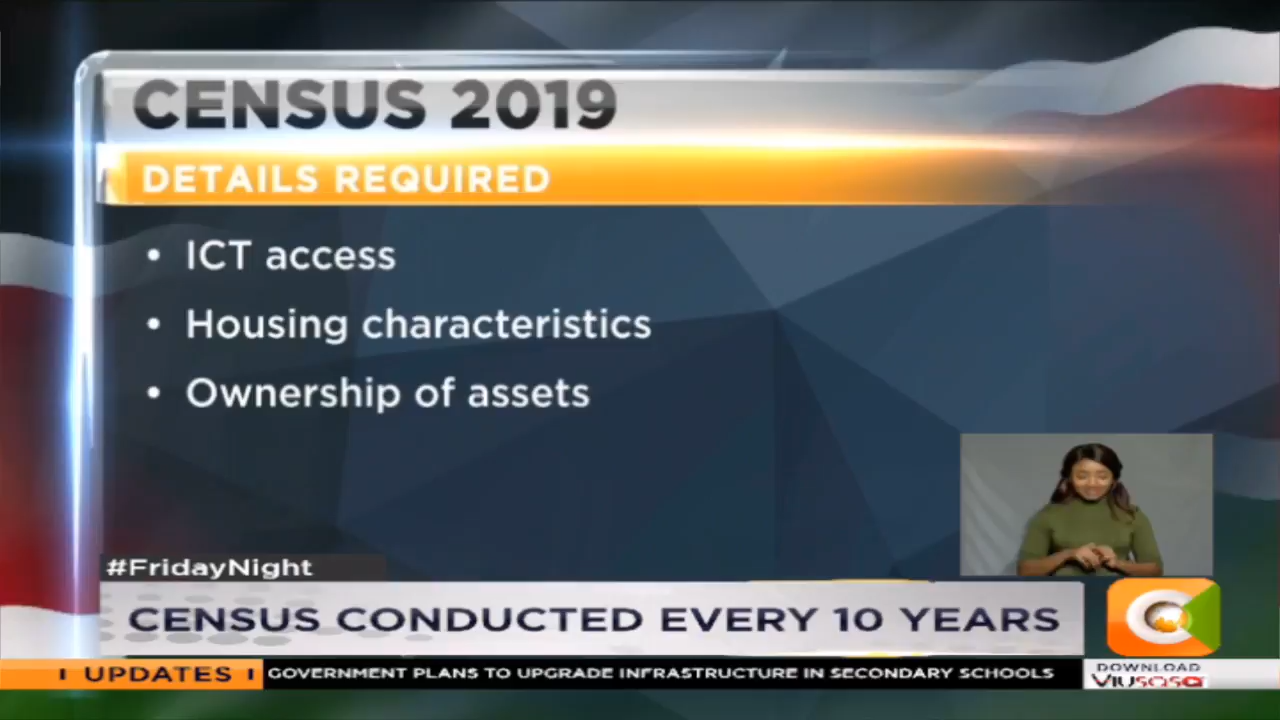 CENSUS 2019
DETAILS REQUIRED
• ICT access
• Housing characteristics
• Ownership of assets
#FridayNight
CENSUS CONDUCTED EVERY 10 YEARS
UPDATES
GOVERNMENT PLANS TO UPGRADE INFRASTRUCTURE IN SECONDARY SCHOOLS
DOWNLOAD
VIUSASA